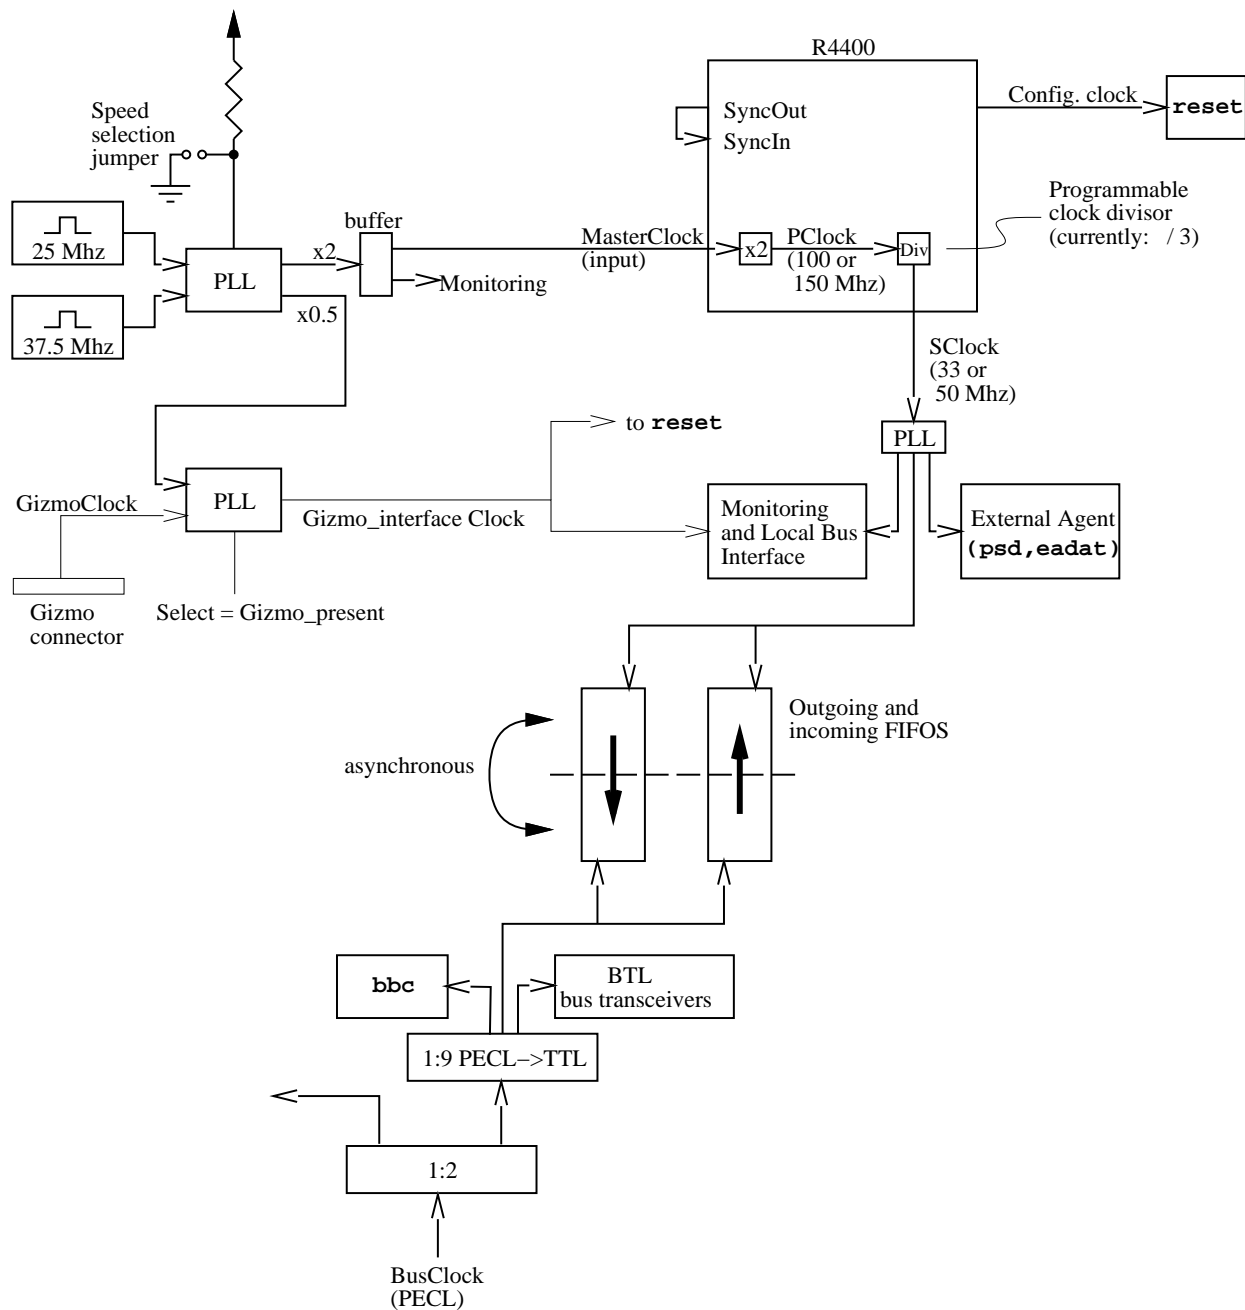 R4400
Speed
selection
jumper
SyncOut
SyncIn
Config. clock
reset
25 Mhz
37.5 Mhz
PLL
x2
x0.5
buffer
Monitoring
MasterClock
(input)
x2
PClock
(100 or
150 Mhz)
Div
Programmable
clock divisor
(currently: / 3)
SClock
(33 or
50 Mhz)
PLL
to reset
GizmoClock
PLL
Gizmo_interface Clock
Monitoring
and Local Bus
Interface
External Agent
(psd,eadat)
Gizmo
connector
Select = Gizmo_present
Outgoing and
incoming FIFOS
asynchronous
bbc
BTL
bus transceivers
1:9 PECL−>TTL
1:2
BusClock
(PECL)